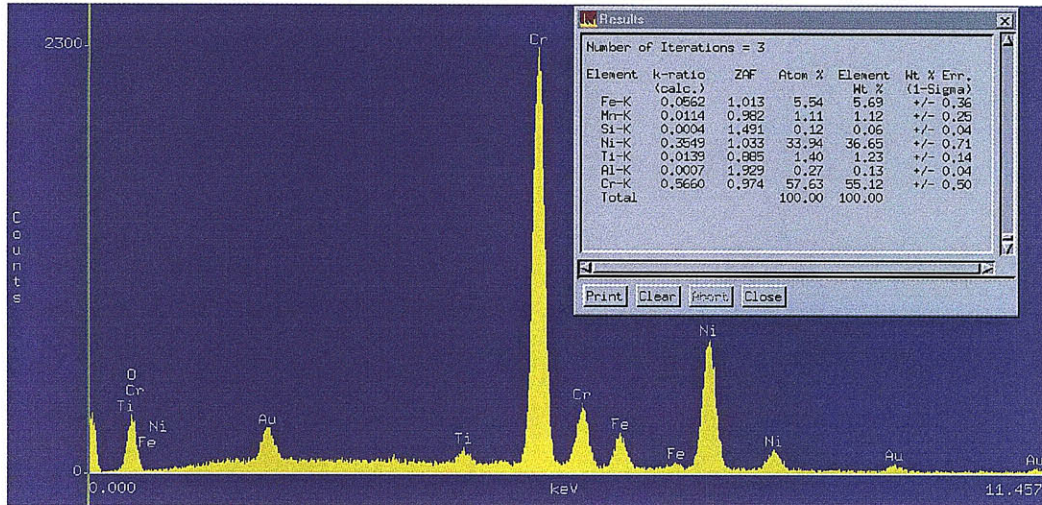 2300
Cr
Results
Number of Iterations = 3
Element k-ratio ZAF Atom % Element Wt % Err.
(calc.) Wt % (1-Sigma)
Fe-K 0.0562 1.013 5.54 5.69 +/- 0.36
Mn-K 0.0114 0.982 1.11 1.12 +/- 0.25
Si-K 0.0004 1.491 0.12 0.06 +/- 0.04
Ni-K 0.3549 1.033 33.94 36.65 +/- 0.71
Ti-K 0.0139 0.885 1.40 1.23 +/- 0.14
Al-K 0.0007 1.929 0.27 0.13 +/- 0.04
Cr-K 0.5660 0.974 57.63 55.12 +/- 0.50
Total 100.00 100.00
Print Clear Abort Close
Counts
Ni
O
Cr
Ti Ni
Fe
Au
Ti
Cr
Fe
Fe
Ni
Au
Au
0.
0.000 keV 11.457